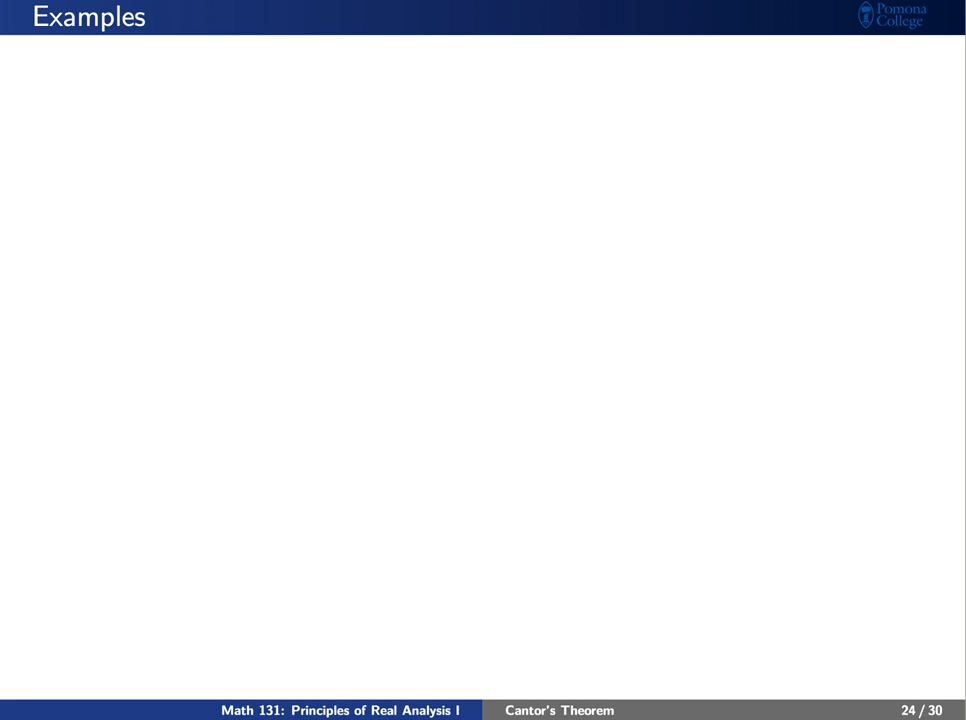 Examples
Pomona
College
Math 131: Principles of Real Analysis I
Cantor's Theorem
24 / 30